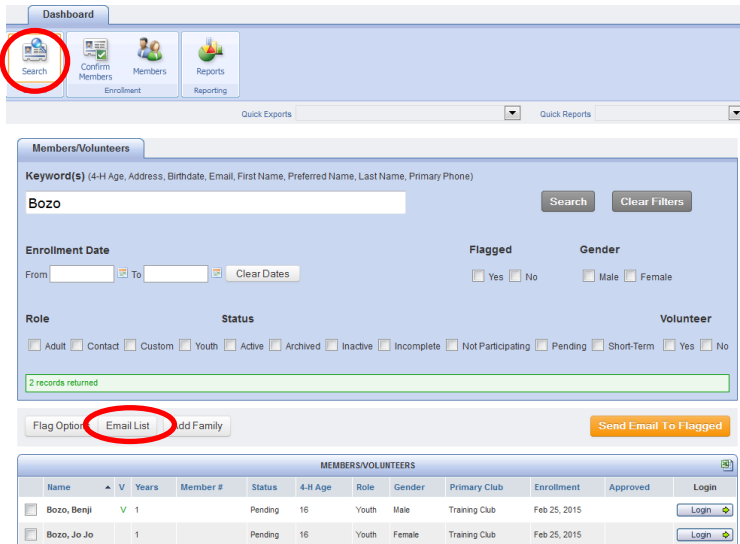 Dashboard
Search
Confirm Members
Members
Reports
Enrollment
Reporting
Quick Exports
Quick Reports
Members/Volunteers
Keyword(s) (4-H Age, Address, Birthdate, Email, First Name, Preferred Name, Last Name, Primary Phone)
Bozo
Search
Clear Filters
Enrollment Date
Flagged
Gender
From
To
Clear Dates
Yes
No
Male
Female
Role
Status
Volunteer
Adult
Contact
Custom
Youth
Active
Archived
Inactive
Incomplete
Not Participating
Pending
Short-Term
Yes
No
2 records returned
Flag Options
Email List
Add Family
Send Email To Flagged
MEMBERS/VOLUNTEERS
Name V Years Member # Status 4-H Age Role Gender Primary Club Enrollment Approved Login
Bozo, Benji V 1 Pending 16 Youth Male Training Club Feb 25, 2015 Login
Bozo, Jo Jo 1 Pending 16 Youth Female Training Club Feb 25, 2015 Login